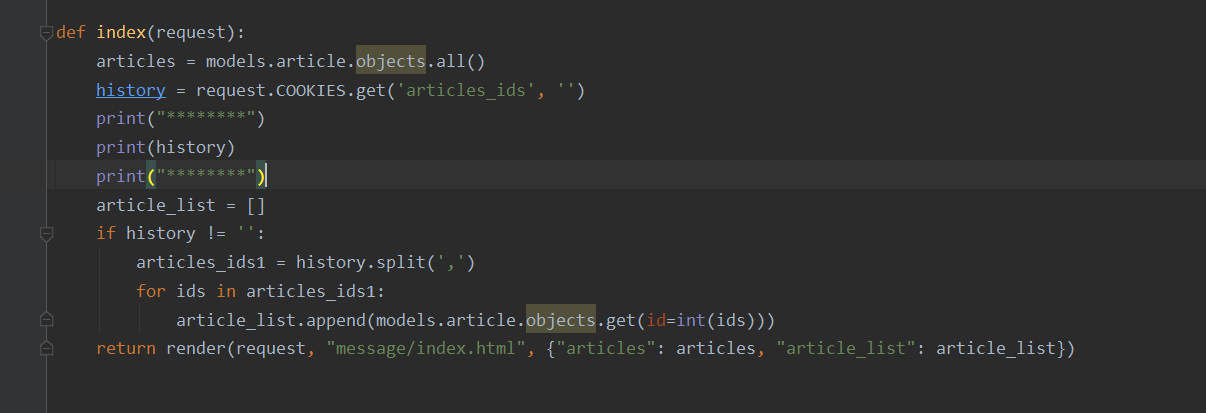 def index(request):
    articles = models.article.objects.all()
    history = request.COOKIES.get('articles_ids', '')
    print("********")
    print(history)
    print("********")
    article_list = []
    if history != '':
        articles_ids1 = history.split(',')
        for ids in articles_ids1:
            article_list.append(models.article.objects.get(id=int(ids)))
    return render(request, "message/index.html", {"articles": articles, "article_list": article_list})